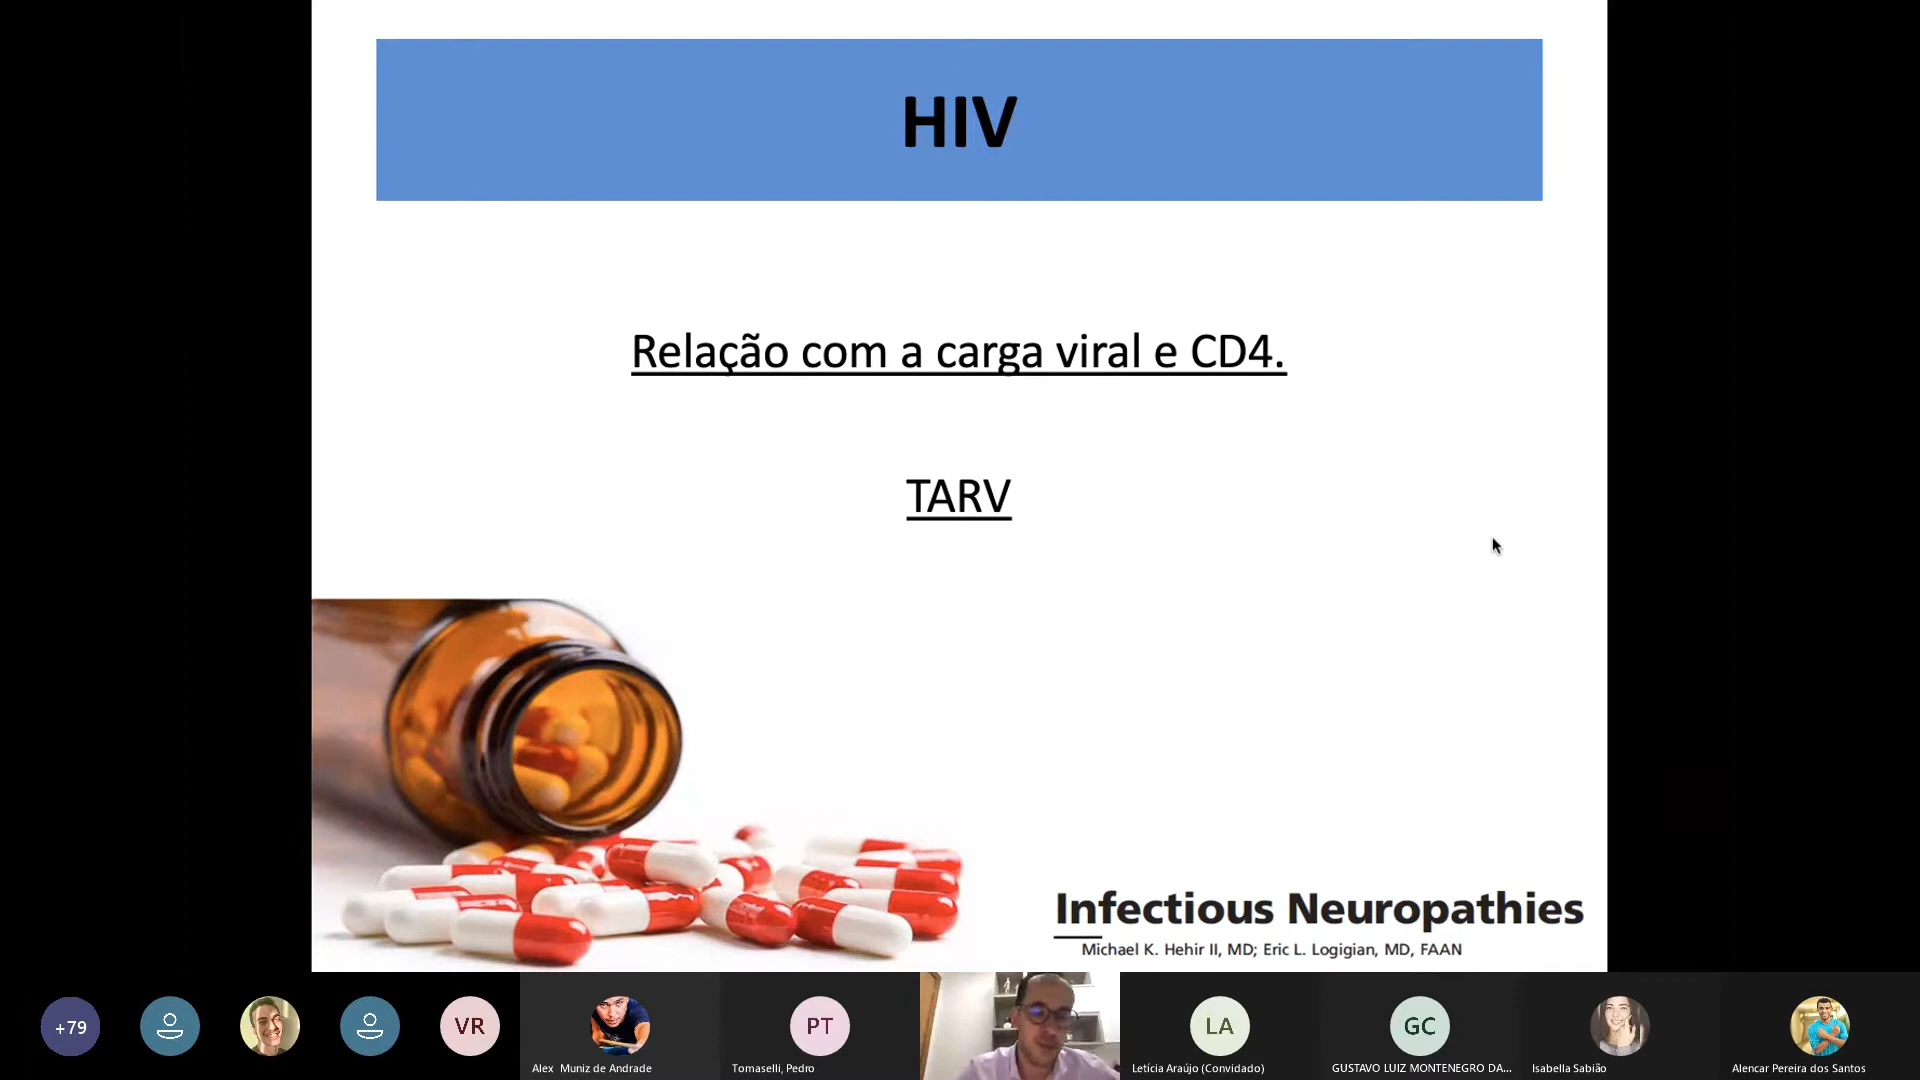 HIV
Relação com a carga viral e CD4.
TARV
Infectious Neuropathies
Michael K. Hehir II, MD; Eric L. Logigian, MD, FAAN
+79
VR
PT
LA
GC
Alex Muniz de Andrade
Tomaselli, Pedro
Letícia Araújo (Convidado)
GUSTAVO LUIZ MONTENEGRO DA...
Isabella Sabião
Alencar Pereira dos Santos